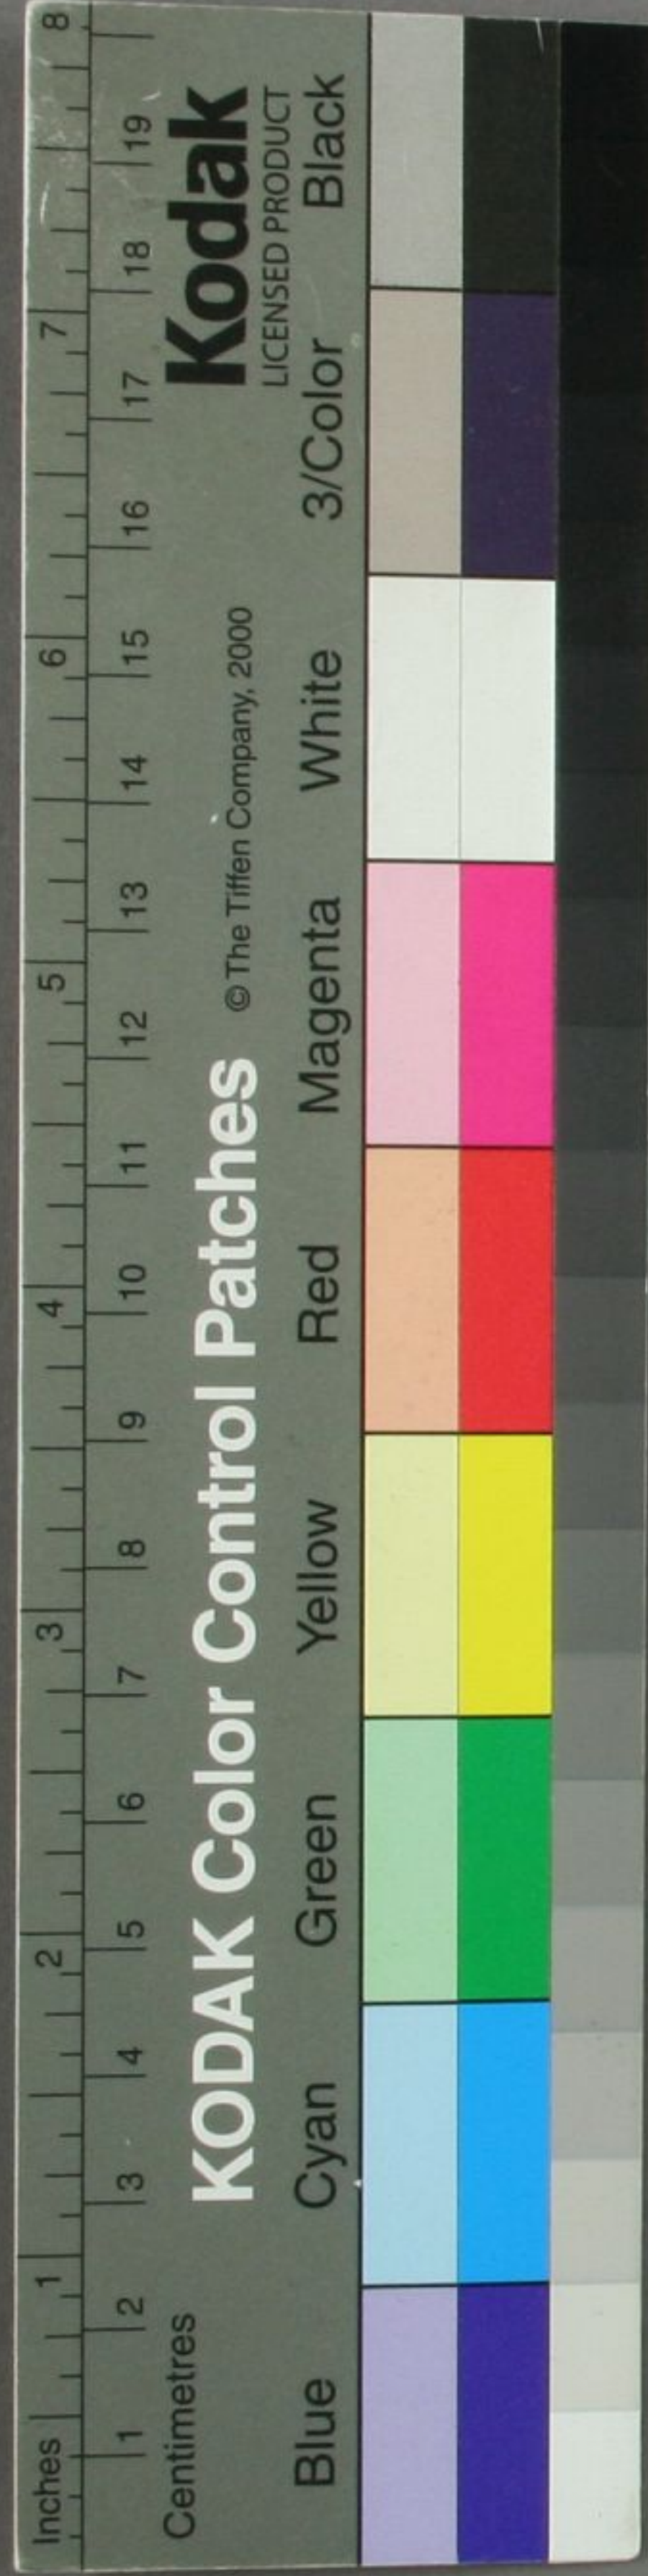 Inches 1 2 3 4 5 6 7 8
1 2 3 4 5 6 7 8 9 10 11 12 13 14 15 16 17 18 19
Centimetres
KODAK Color Control Patches © The Tiffen Company, 2000 Kodak
LICENSED PRODUCT
Blue Cyan Green Yellow Red Magenta White 3/Color Black